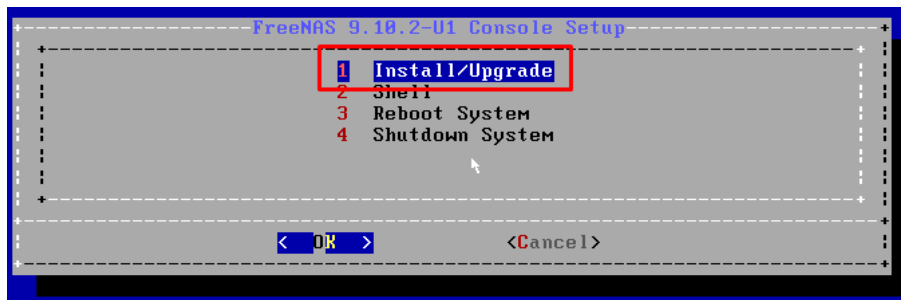 FreeNAS 9.10.2-U1 Console Setup
1 Install/Upgrade
2 Shell
3 Reboot System
4 Shutdown System
< OK > <Cancel>